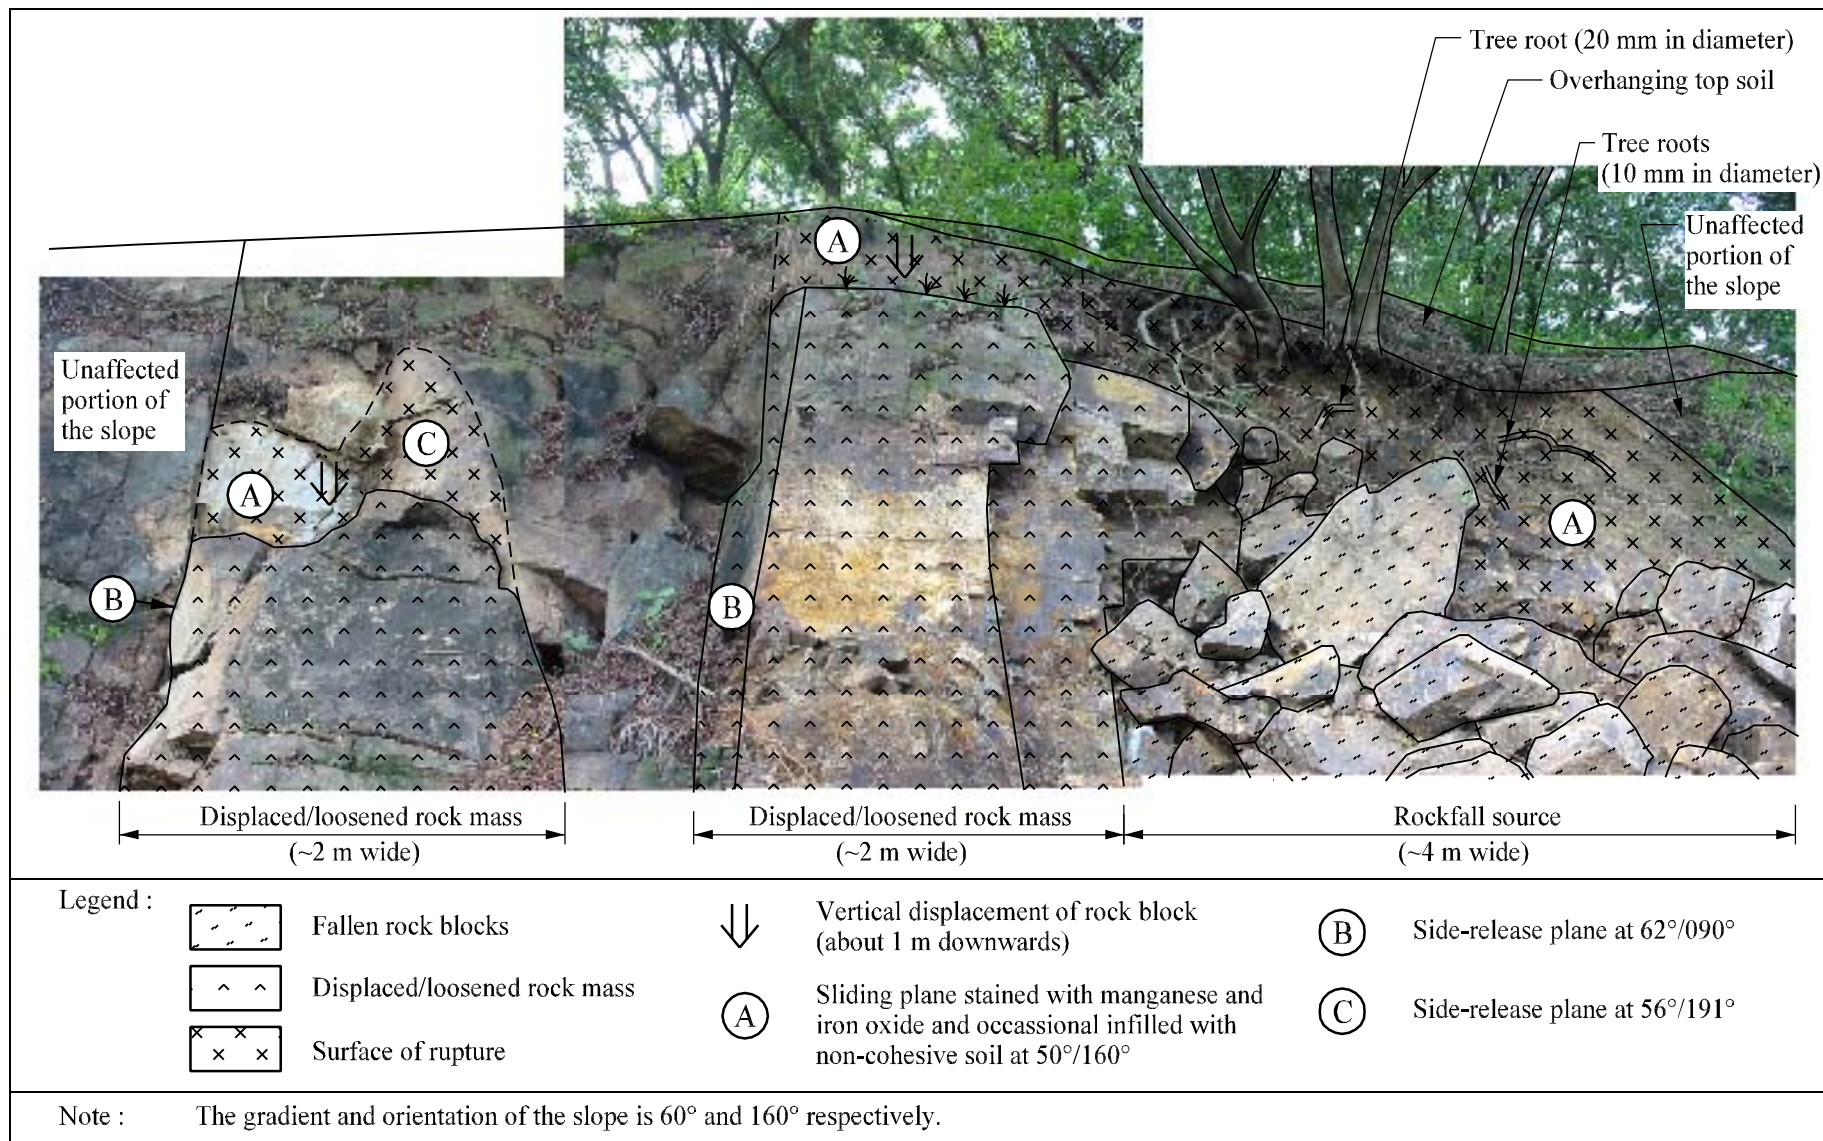 Tree root (20 mm in diameter)
Overhanging top soil
Tree roots
(10 mm in diameter)
Unaffected
portion of
the slope
A
Unaffected
portion of
the slope
C
A
A
B
B
Displaced/loosened rock mass
(~2 m wide)
Displaced/loosened rock mass
(~2 m wide)
Rockfall source
(~4 m wide)
Legend :
Fallen rock blocks
Displaced/loosened rock mass
Surface of rupture
Vertical displacement of rock block
(about 1 m downwards)
A
Sliding plane stained with manganese and
iron oxide and occassional infilled with
non-cohesive soil at 50°/160°
B
Side-release plane at 62°/090°
C
Side-release plane at 56°/191°
Note : The gradient and orientation of the slope is 60° and 160° respectively.